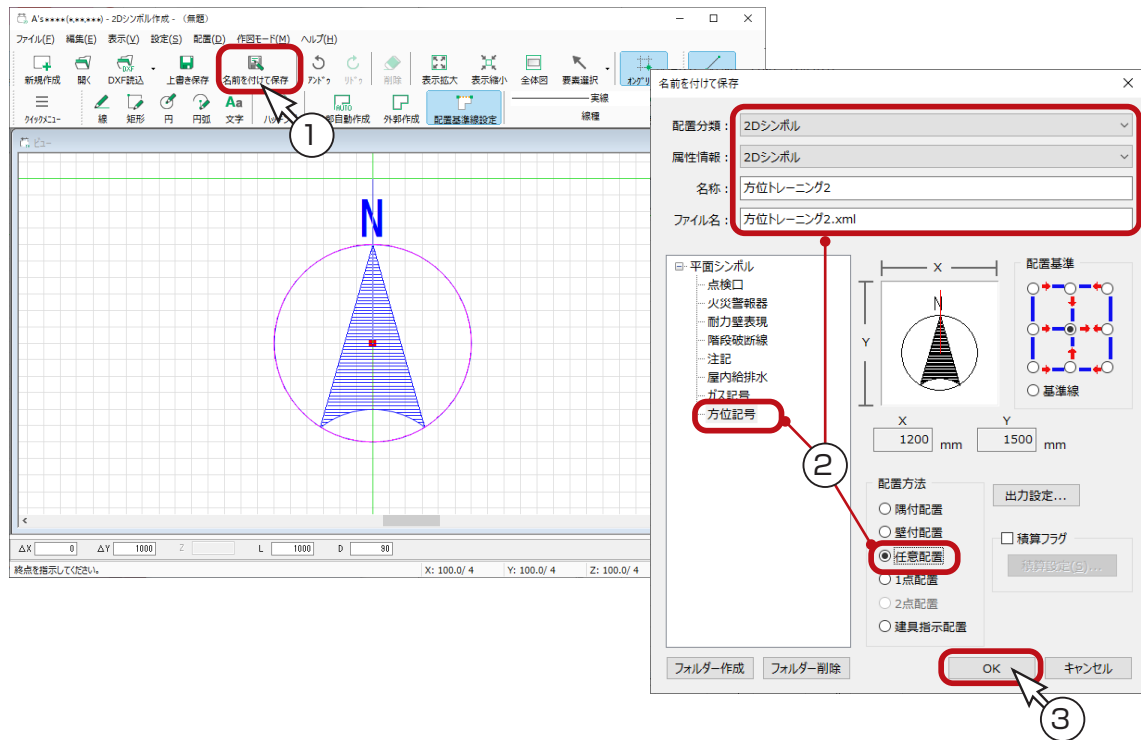 A's∗∗∗∗(∗,∗∗,∗∗∗) - 2Dシンボル作成 - （無題）
ファイル(F) 編集(E) 表示(V) 設定(S) 配置(D) 作図モード(M) ヘルプ(H)
新規作成 開く DXF読込 上書き保存 名前を付けて保存 アンドゥ リドゥ 削除 表示拡大 表示縮小 全体図 要素選択
クイックメニュー 線 矩形 円 円弧 文字 部自動作成 外郭作成 配置基準線設定 実線
線種
①
ビュー
N
ΔX 0 ΔY 1000 Z L 1000 D 90
終点を指示してください。 X: 100.0/ 4 Y: 100.0/ 4 Z: 100.0/ 4
名前を付けて保存
配置分類： 2Dシンボル
属性情報： 2Dシンボル
名称： 方位トレーニング2
ファイル名： 方位トレーニング2.xml
平面シンボル
点検口
火災警報器
耐力壁表現
階段破断線
注記
屋内給排水
ガス記号
方位記号
②
X
Y
N
配置基準
基準線
X Y
1200 mm 1500 mm
配置方法
隅付配置
壁付配置
任意配置
1点配置
2点配置
建具指示配置
出力設定...
積算フラグ
積算設定(S)...
フォルダー作成 フォルダー削除 OK キャンセル
③